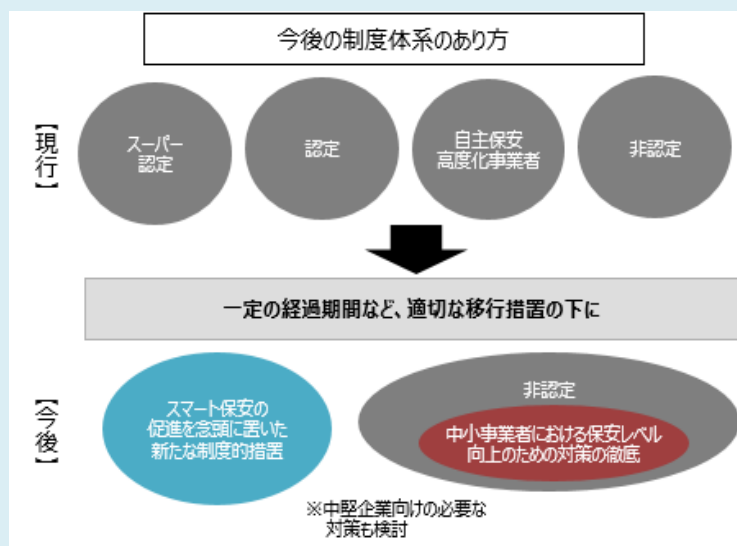 今後の制度体系のあり方
【現行】
スーパー
認定
認定
自主保安
高度化事業者
非認定
一定の経過期間など、適切な移行措置の下に
【今後】
スマート保安の
促進を念頭に置いた
新たな制度的措置
非認定
中小事業者における保安レベル
向上のための対策の徹底
※中堅企業向けの必要な
対策も検討